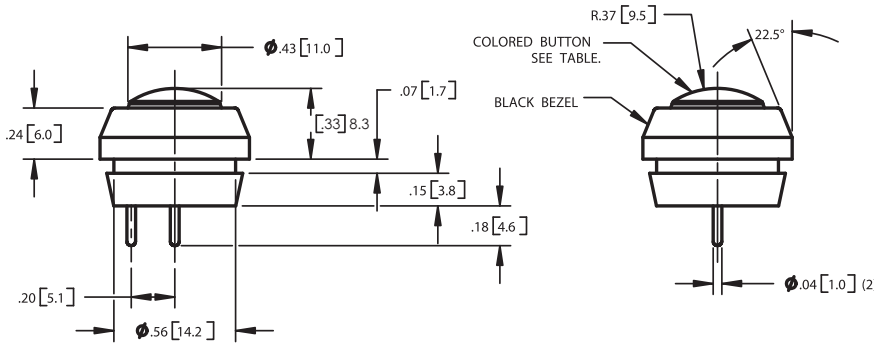 Ø.43 [11.0]
.07 [1.7]
.24 [6.0]
[.33] 8.3
.15 [3.8]
.18 [4.6]
.20 [5.1]
Ø.56 [14.2]
R.37 [9.5]
22.5°
COLORED BUTTON
SEE TABLE.
BLACK BEZEL
Ø.04 [1.0] (2